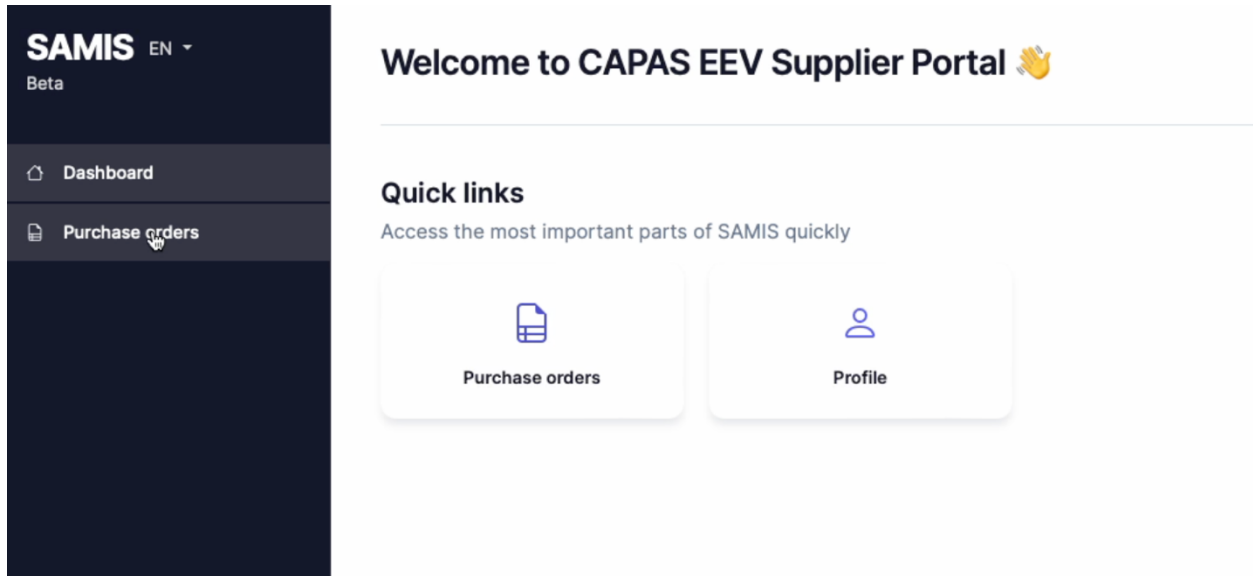 SAMIS EN
Beta
Dashboard
Purchase orders
Welcome to CAPAS EEV Supplier Portal 👋
Quick links
Access the most important parts of SAMIS quickly
Purchase orders
Profile